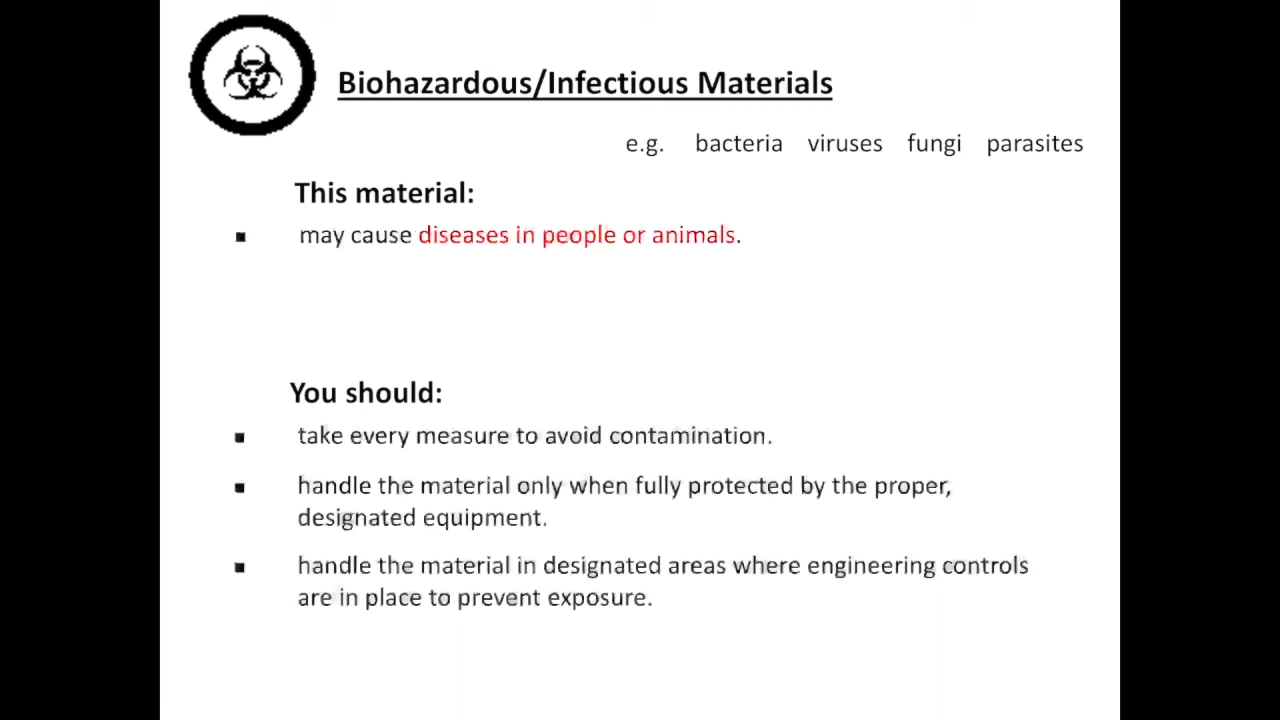 Biohazardous/Infectious Materials
e.g. bacteria viruses fungi parasites
This material:
may cause diseases in people or animals.
You should:
take every measure to avoid contamination.
handle the material only when fully protected by the proper,
designated equipment.
handle the material in designated areas where engineering controls
are in place to prevent exposure.